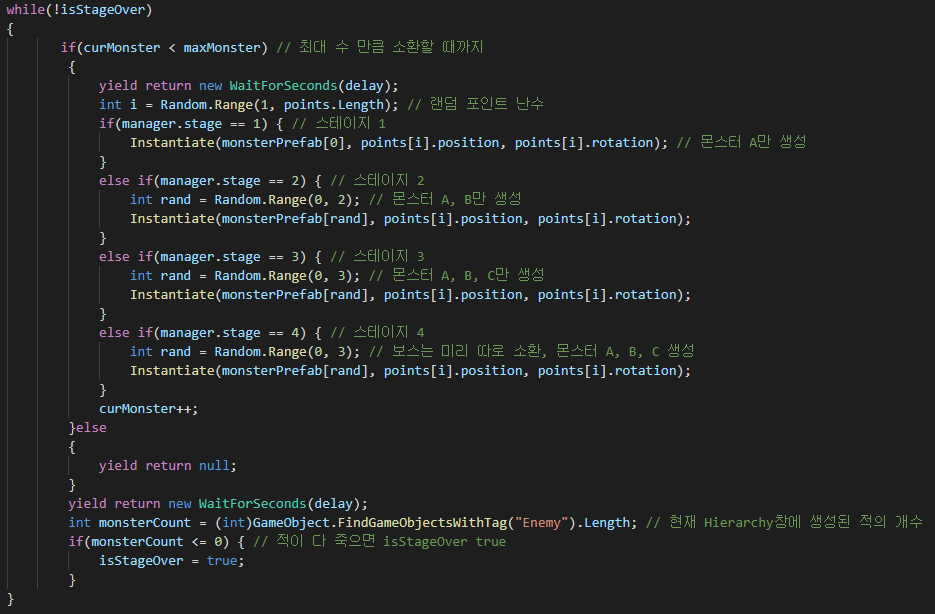 while(!isStageOver)
{
if(curMonster < maxMonster) // 최대 수 만큼 소환할 때까지
{
yield return new WaitForSeconds(delay);
int i = Random.Range(1, points.Length); // 랜덤 포인트 난수
if(manager.stage == 1) { // 스테이지 1
Instantiate(monsterPrefab[0], points[i].position, points[i].rotation); // 몬스터 A만 생성
}
else if(manager.stage == 2) { // 스테이지 2
int rand = Random.Range(0, 2); // 몬스터 A, B만 생성
Instantiate(monsterPrefab[rand], points[i].position, points[i].rotation);
}
else if(manager.stage == 3) { // 스테이지 3
int rand = Random.Range(0, 3); // 몬스터 A, B, C만 생성
Instantiate(monsterPrefab[rand], points[i].position, points[i].rotation);
}
else if(manager.stage == 4) { // 스테이지 4
int rand = Random.Range(0, 3); // 보스는 미리 따로 소환, 몬스터 A, B, C 생성
Instantiate(monsterPrefab[rand], points[i].position, points[i].rotation);
}
curMonster++;
}else
{
yield return null;
}
yield return new WaitForSeconds(delay);
int monsterCount = (int)GameObject.FindGameObjectsWithTag("Enemy").Length; // 현재 Hierarchy창에 생성된 적의 개수
if(monsterCount <= 0) { // 적이 다 죽으면 isStageOver true
isStageOver = true;
}
}